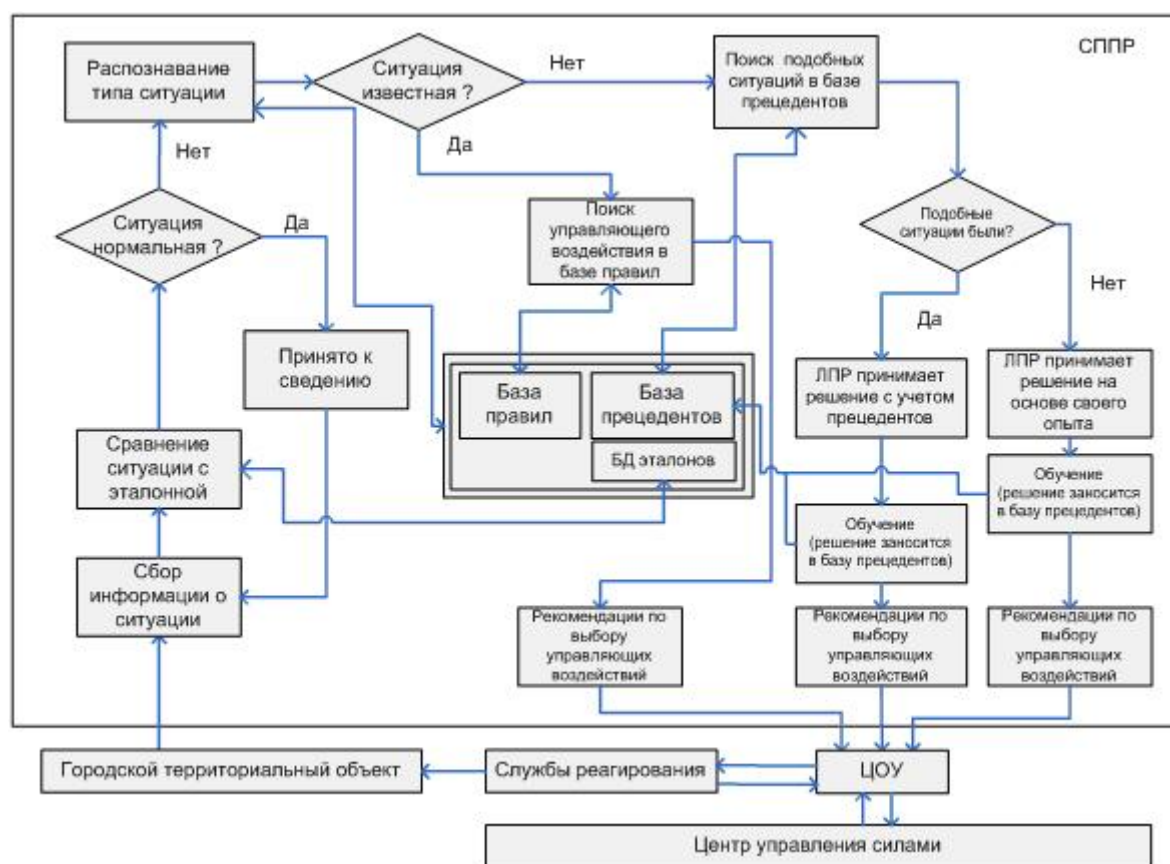 СППР
Распознавание
типа ситуации
Ситуация
известная ?
Нет
Поиск подобных
ситуаций в базе
прецедентов
Да
Нет
Ситуация
нормальная ?
Да
Поиск
управляющего
воздействия в
базе правил
Подобные
ситуации были?
Нет
Да
Принято к
сведению
База
правил
База
прецедентов
БД эталонов
ЛПР принимает
решение с учетом
прецедентов
ЛПР принимает
решение на
основе своего
опыта
Сравнение
ситуации с
эталонной
Обучение
(решение заносится
в базу прецедентов)
Обучение
(решение заносится
в базу прецедентов)
Сбор
информации о
ситуации
Рекомендации по
выбору
управляющих
воздействий
Рекомендации по
выбору
управляющих
воздействий
Рекомендации по
выбору
управляющих
воздействий
Городской территориальный объект
Службы реагирования
ЦОУ
Центр управления силами